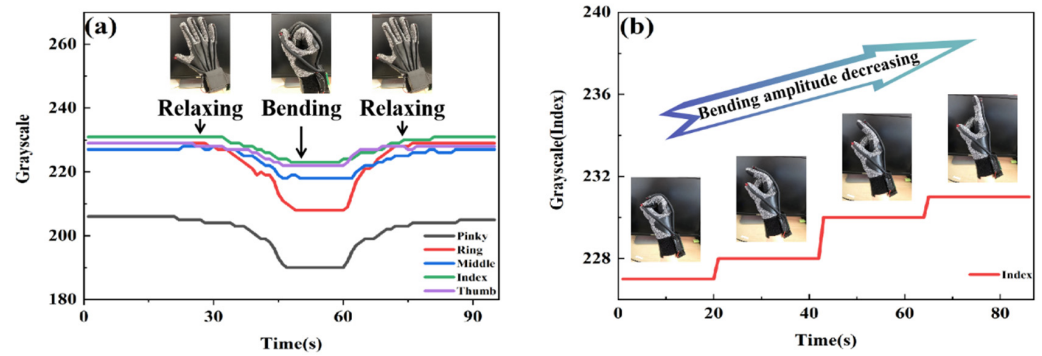 (a)
260
240
220
200
180
Grayscale
Relaxing
Bending
Relaxing
Pinky
Ring
Middle
Index
Thumb
0
30
60
90
Time(s)
(b)
240
236
232
228
Grayscale(Index)
Bending amplitude decreasing
Index
0
20
40
60
80
Time(s)